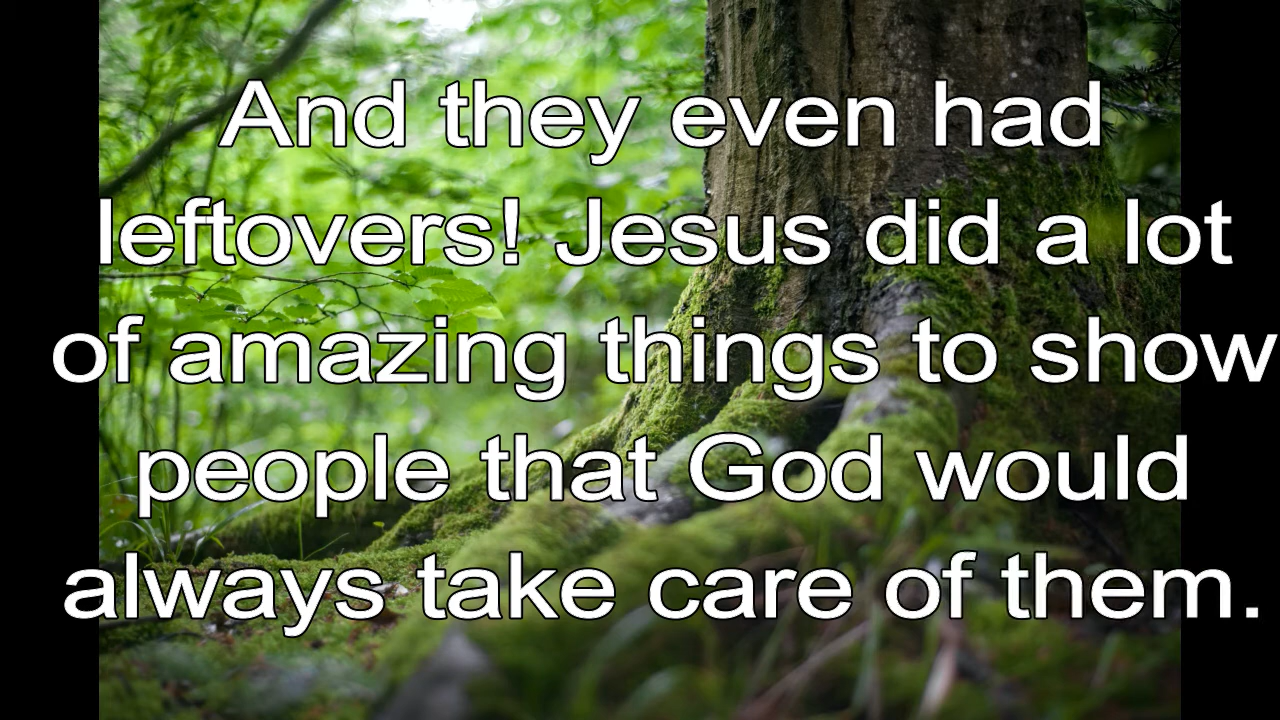 And they even had
leftovers! Jesus did a lot
of amazing things to show
people that God would
always take care of them.